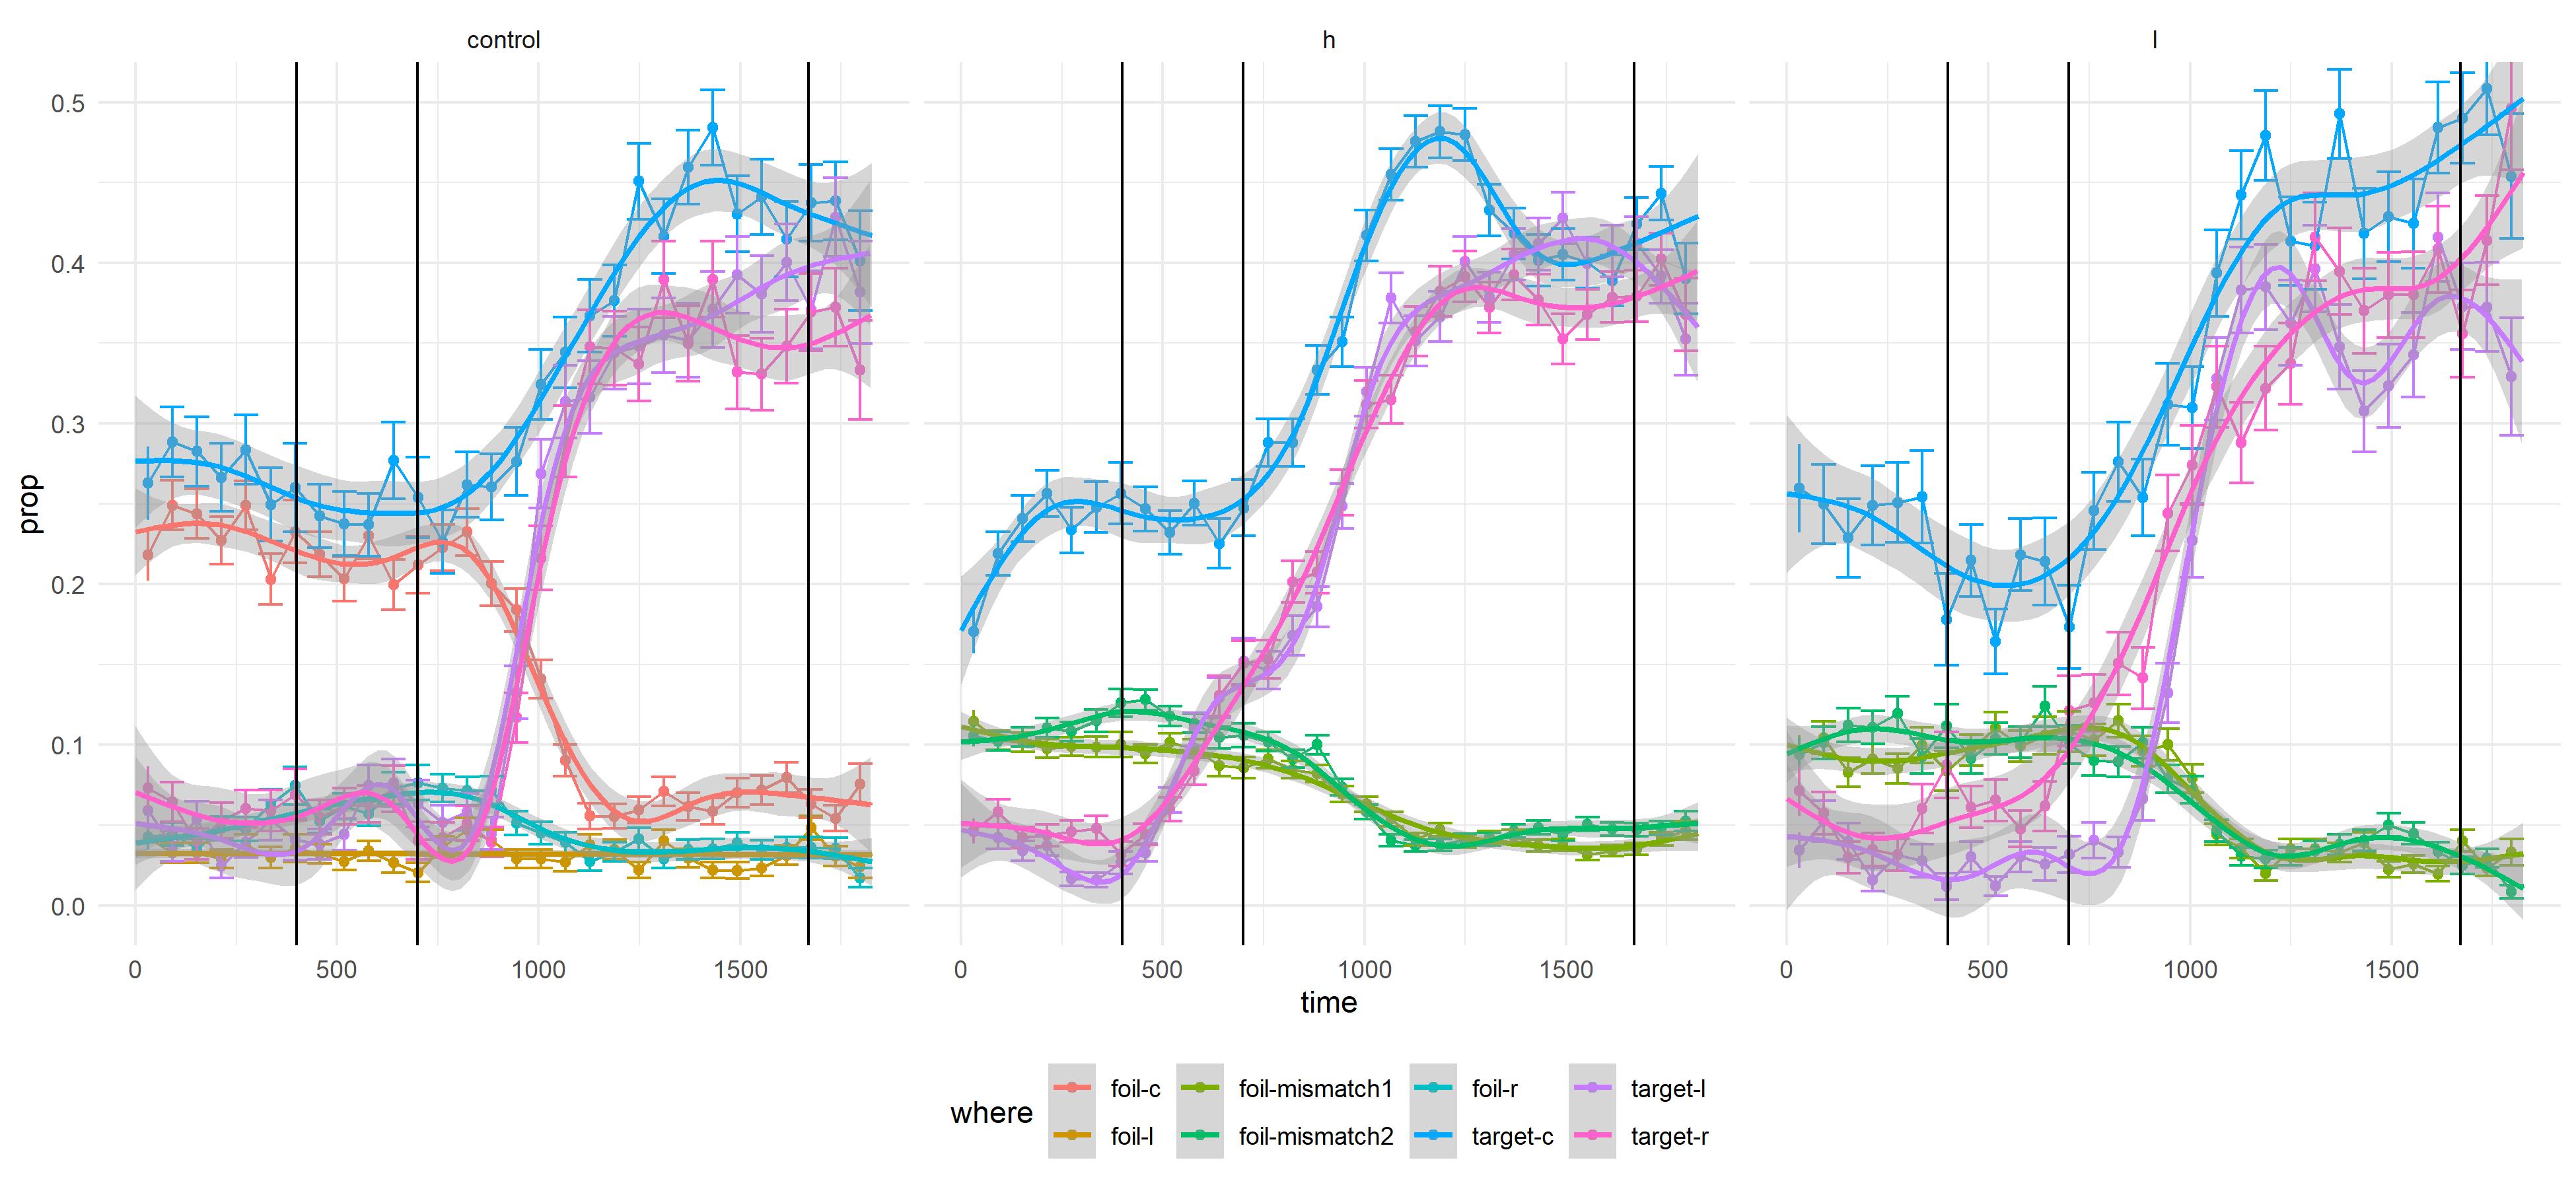 control h l
0.5
0.4
0.3
0.2
0.1
0.0
prop
0 500 1000 1500 0 500 1000 1500 0 500 1000 1500
time
where
foil-c foil-mismatch1 foil-r target-l
foil-l foil-mismatch2 target-c target-r